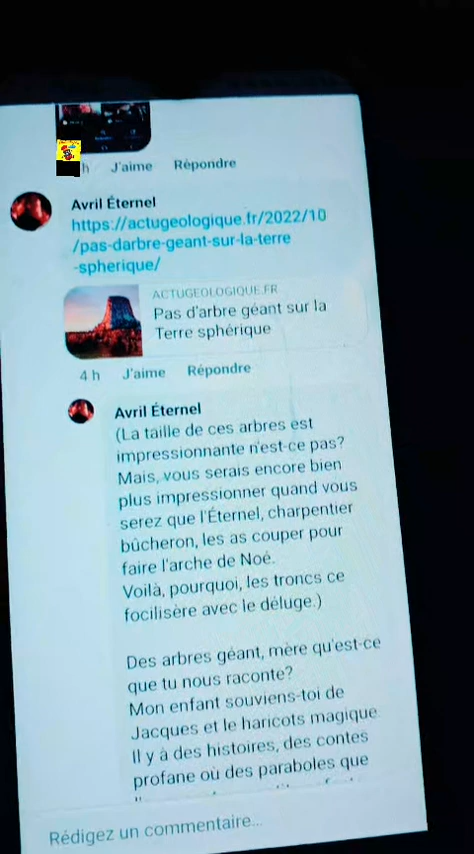 h J'aime Répondre
Avril Éternel
https://actugeologique.fr/2022/10
/pas-darbre-geant-sur-la-terre
-spherique/
ACTUGEOLOGIQUE.FR
Pas d'arbre géant sur la
Terre sphérique
4 h J'aime Répondre
Avril Éternel
(La taille de ces arbres est
impressionnante n'est-ce pas?
Mais, vous serais encore bien
plus impressionner quand vous
serez que l'Éternel, charpentier
bûcheron, les as couper pour
faire l'arche de Noé.
Voilà, pourquoi, les troncs ce
focilisère avec le déluge.)
Des arbres géant, mère qu'est-ce
que tu nous raconte?
Mon enfant souviens-toi de
Jacques et le haricots magique.
Il y à des histoires, des contes
profane où des paraboles que
Rédigez un commentaire...